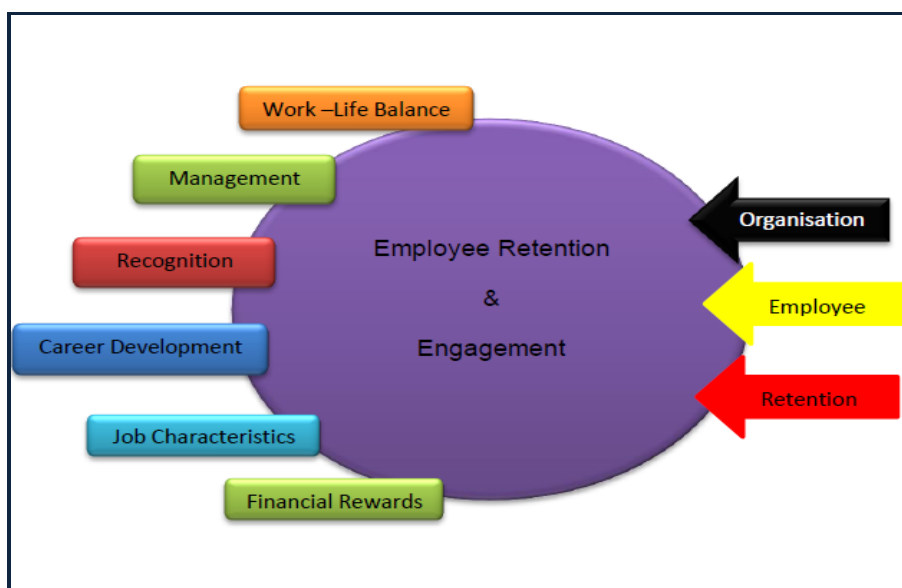 Work –Life Balance
Management
Recognition
Career Development
Job Characteristics
Financial Rewards
Employee Retention
&
Engagement
Organisation
Employee
Retention